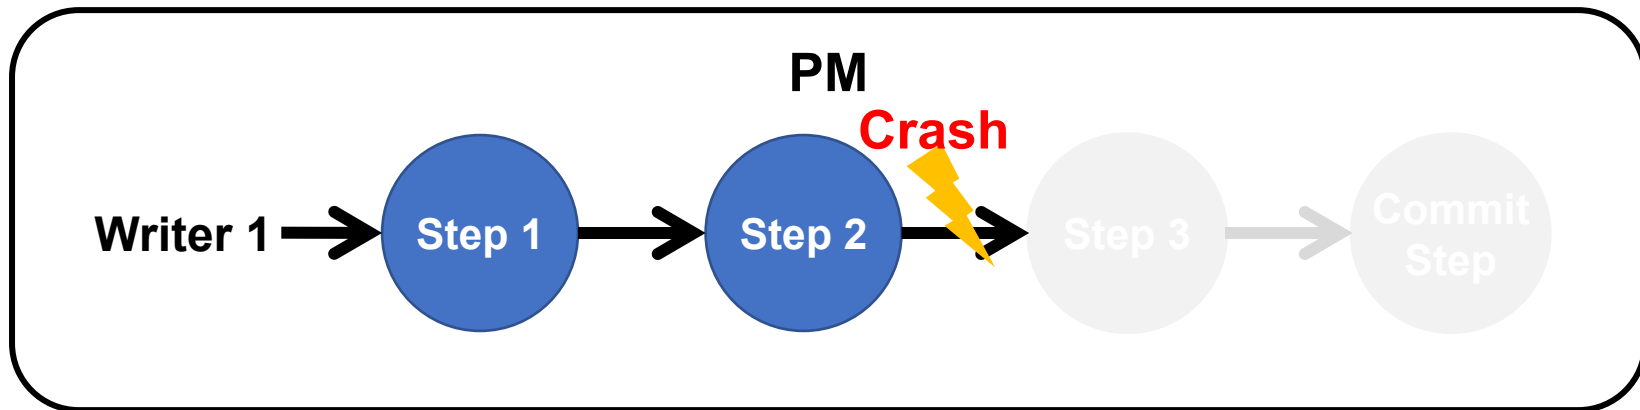 PM
Crash
Writer 1
Step 1
Step 2
Step 3
Commit
Step